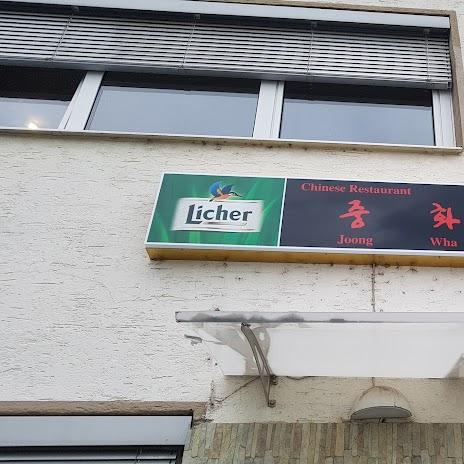 Licher
Chinese Restaurant
중 화
Joong Wha